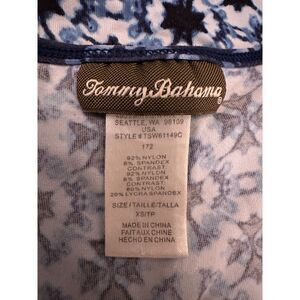 Tommy Bahama
SEATTLE, WA 98109
USA
STYLE# TSW61149C
172
92% NYLON
8% SPANDEX
CONTRAST:
92% NYLON
8% SPANDEX
CONTRAST:
80% NYLON
20% LYCRA SPANDEX
SIZE/TAILLE/TALLA
XS/TP
MADE IN CHINA
FAIT AUX CHINE
HECHO EN CHINA